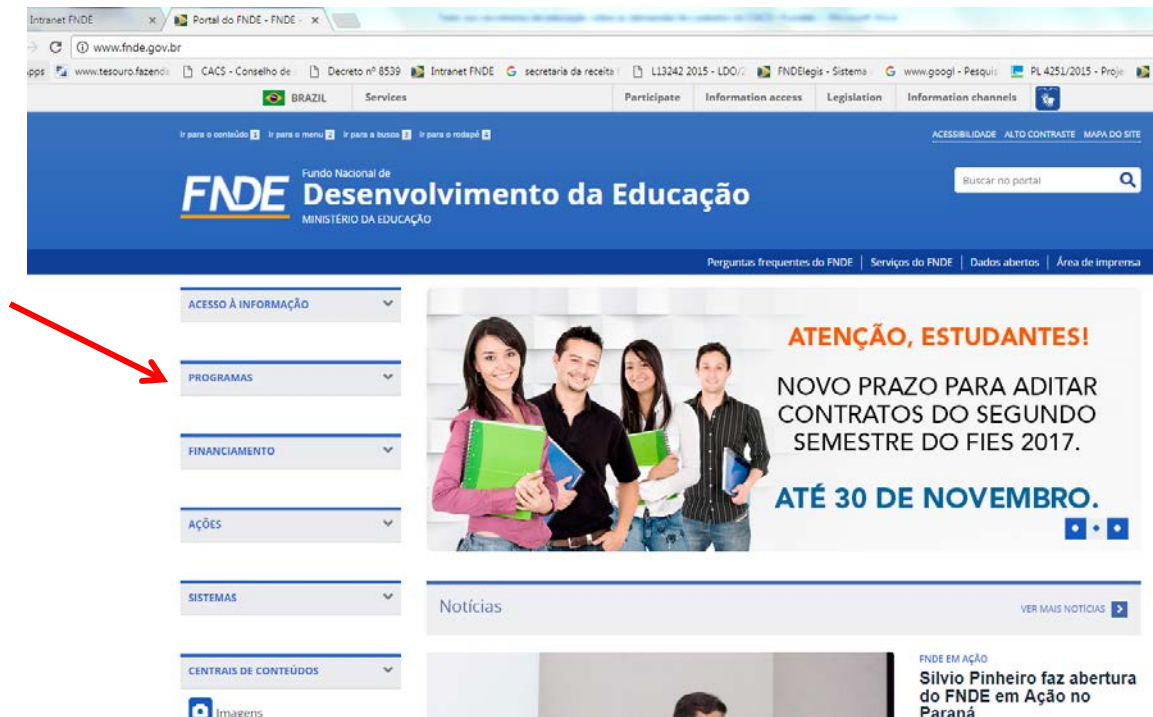 Intranet FNDE
Portal do FNDE - FNDE -
www.fnde.gov.br
www.tesouro.fazenda
CACS - Conselho de
Decreto nº 8539
Intranet FNDE
secretaria da receita
L13242 2015 - LDO/
FNDElegis - Sistema
www.googl - Pesquis
PL 4251/2015 - Proje
BRAZIL
Services
Participate
Information access
Legislation
Information channels
Ir para o conteúdo 1 Ir para o menu 2 Ir para a busca 3 Ir para o rodapé 4
ACESSIBILIDADE ALTO CONTRASTE MAPA DO SITE
FNDE
Fundo Nacional de
Desenvolvimento da Educação
MINISTÉRIO DA EDUCAÇÃO
Buscar no portal
Perguntas frequentes do FNDE | Serviços do FNDE | Dados abertos | Área de imprensa
ACESSO À INFORMAÇÃO
PROGRAMAS
FINANCIAMENTO
AÇÕES
SISTEMAS
CENTRAIS DE CONTEÚDOS
Imagens
ATENÇÃO, ESTUDANTES!
NOVO PRAZO PARA ADITAR
CONTRATOS DO SEGUNDO
SEMESTRE DO FIES 2017.
ATÉ 30 DE NOVEMBRO.
Notícias
VER MAIS NOTÍCIAS
FNDE EM AÇÃO
Silvio Pinheiro faz abertura
do FNDE em Ação no
Paraná